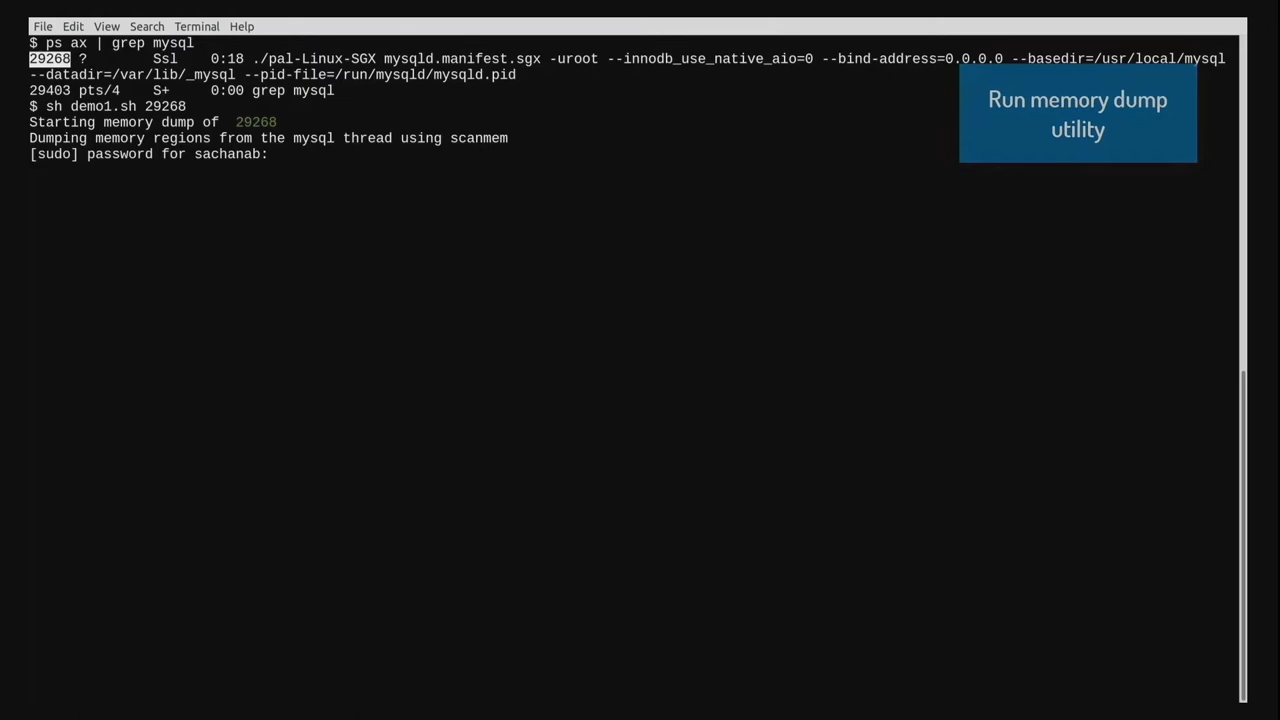 File Edit View Search Terminal Help
$ ps ax | grep mysql
29268 ?        Ssl    0:18 ./pal-Linux-SGX mysqld.manifest.sgx -uroot --innodb_use_native_aio=0 --bind-address=0.0.0.0 --basedir=/usr/local/mysql
--datadir=/var/lib/_mysql --pid-file=/run/mysqld/mysqld.pid
29403 pts/4    S+     0:00 grep mysql
$ sh demo1.sh 29268
Starting memory dump of  29268
Dumping memory regions from the mysql thread using scanmem
[sudo] password for sachanab:
Run memory dump
utility